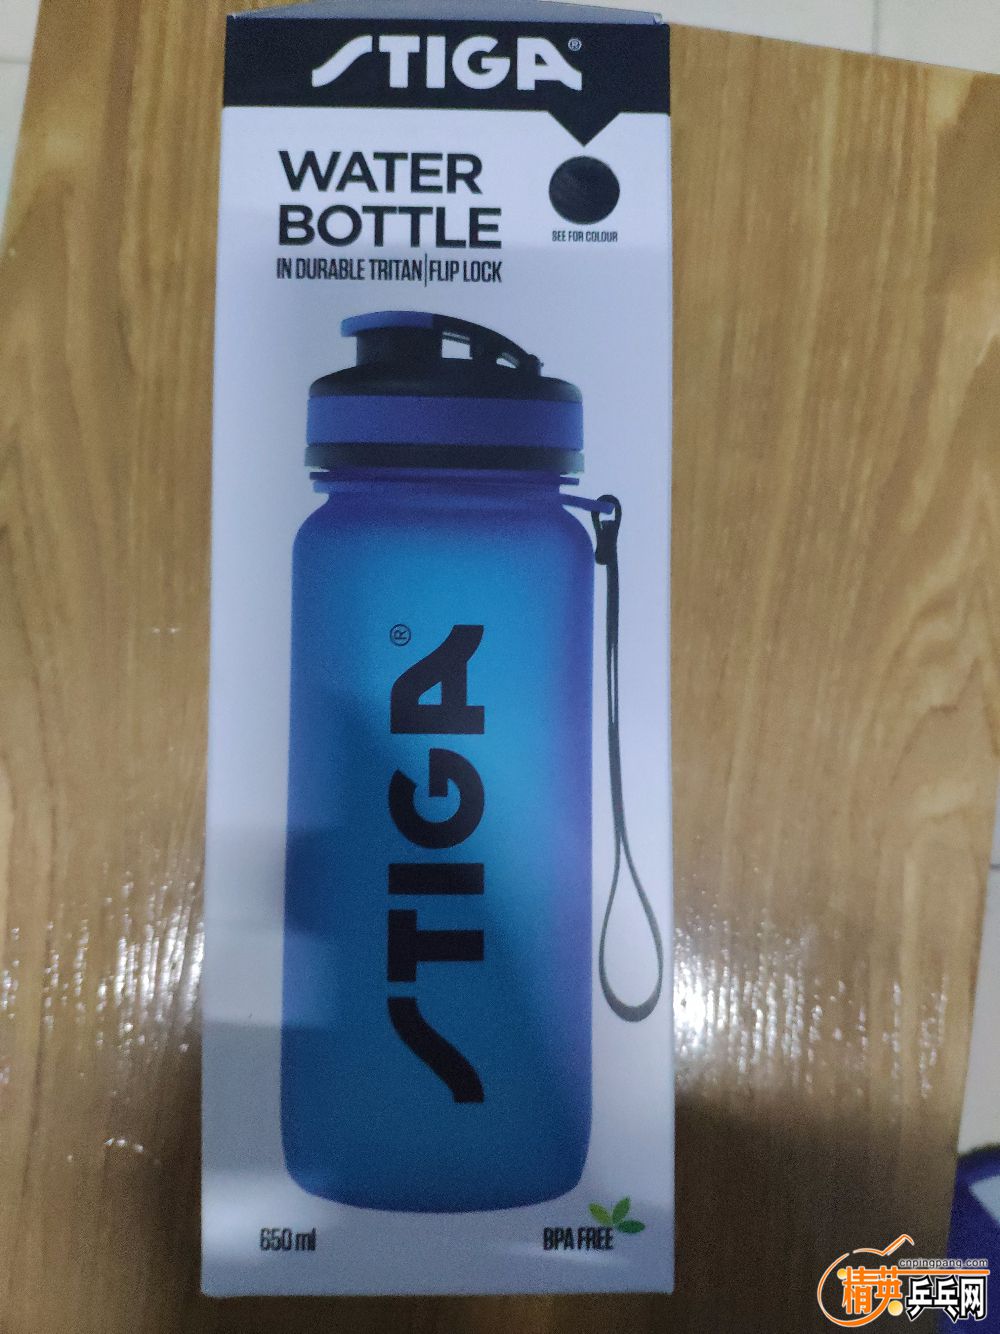 STIGA®
WATER
BOTTLE
SEE FOR COLOUR
IN DURABLE TRITAN|FLIP LOCK
STIGA®
650 ml
BPA FREE
cnpingpang.com
精英乒乓网